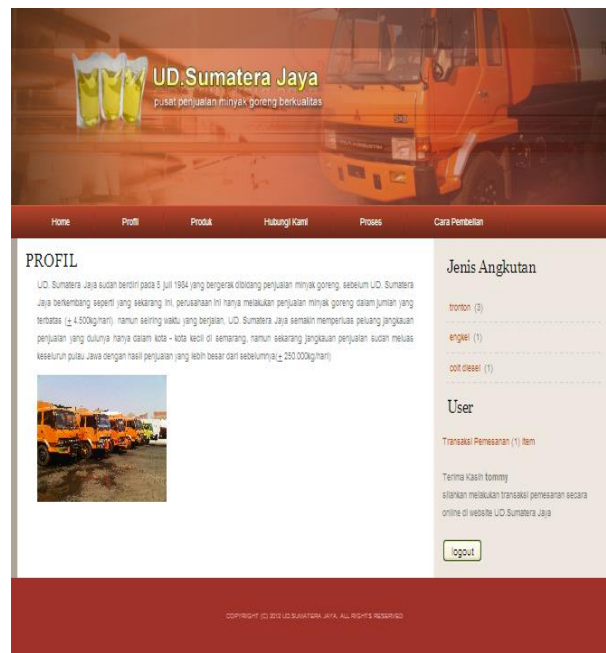 UD.Sumatera Jaya
pusat penjualan minyak goreng berkualitas
Home Profil Produk Hubungi Kami Proses Cara Pembelian
PROFIL
UD. Sumatera Jaya sudah berdiri pada 5 juli 1984 yang bergerak dibidang penjualan minyak goreng. sebelum UD. Sumatera
Jaya berkembang seperti yang sekarang ini, perusahaan ini hanya melakukan penjualan minyak goreng dalam jumlah yang
terbatas (+ 4.500kg/hari). namun seiring waktu yang berjalan, UD. Sumatera Jaya semakin memperluas peluang jangkauan
penjualan yang dulunya hanya dalam kota - kota kecil di semarang, namun sekarang jangkauan penjualan sudah meluas
keseluruh pulau Jawa dengan hasil penjualan yang lebih besar dari sebelumnya(+ 250.000kg/hari)
Jenis Angkutan
tronton (3)
engkel (1)
colt diesel (1)
User
Transaksi Pemesanan (1) item
Terima Kasih tommy
silahkan melakukan transaksi pemesanan secara
online di website UD.Sumatera Jaya
logout
COPYRIGHT (C) 2010 UD.SUMATERA JAYA. ALL RIGHTS RESERVED